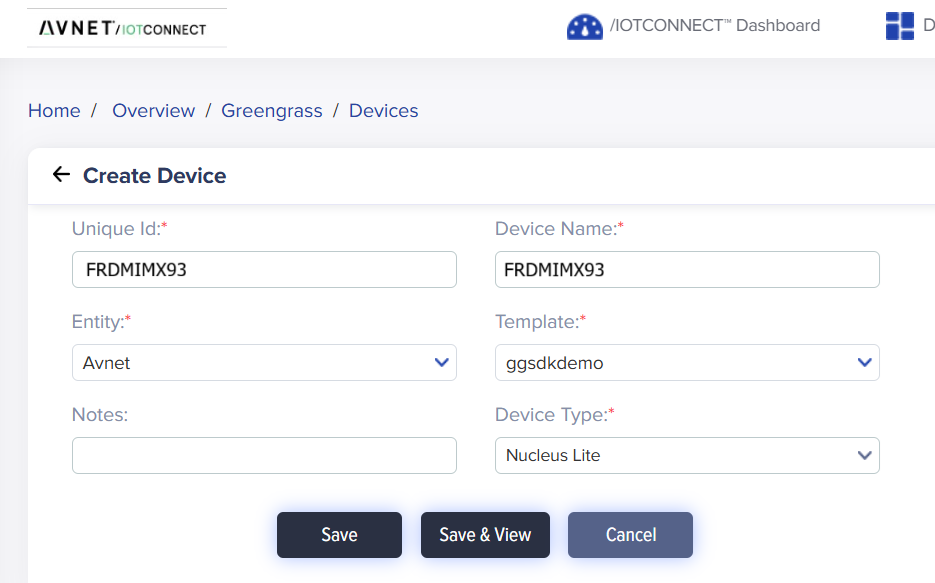 AVNET/IOTCONNECT
/IOTCONNECT™ Dashboard
D
Home / Overview / Greengrass / Devices
Create Device
Unique Id:* Device Name:*
FRDMIMX93 FRDMIMX93
Entity:* Template:*
Avnet ggsdkdemo
Notes: Device Type:*
Nucleus Lite
Save Save & View Cancel